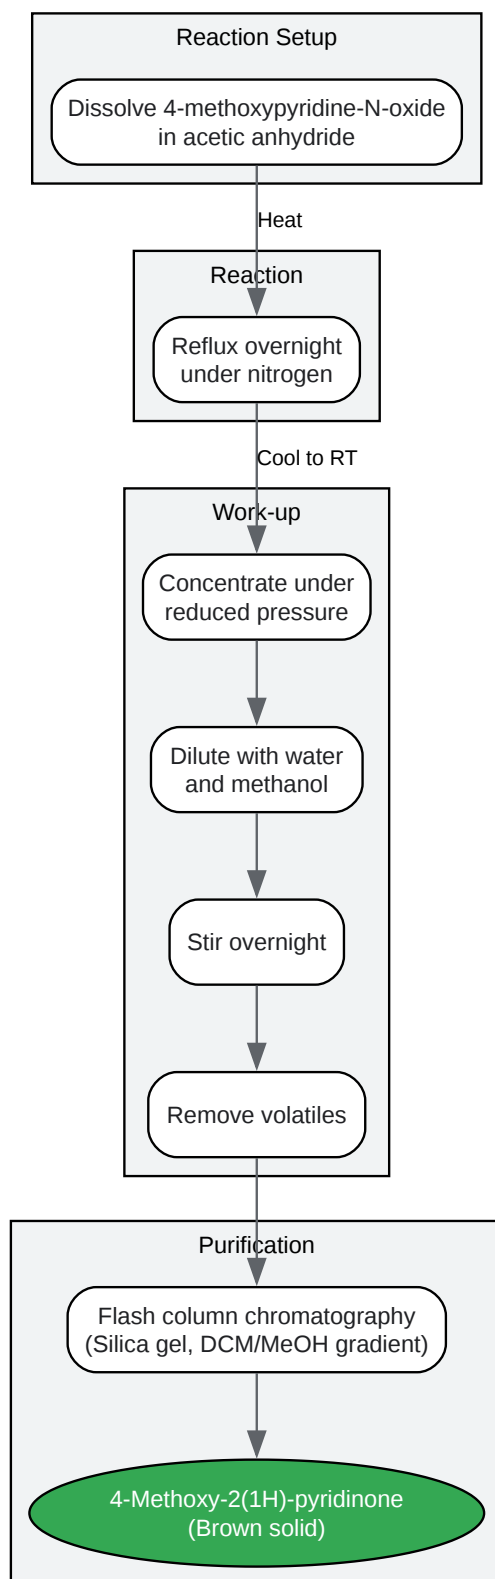 Reaction Setup
Dissolve 4-methoxypyridine-N-oxide
in acetic anhydride
Heat
Reaction
Reflux overnight
under nitrogen
Cool to RT
Work-up
Concentrate under
reduced pressure
Dilute with water
and methanol
Stir overnight
Remove volatiles
Purification
Flash column chromatography
(Silica gel, DCM/MeOH gradient)
4-Methoxy-2(1H)-pyridinone
(Brown solid)